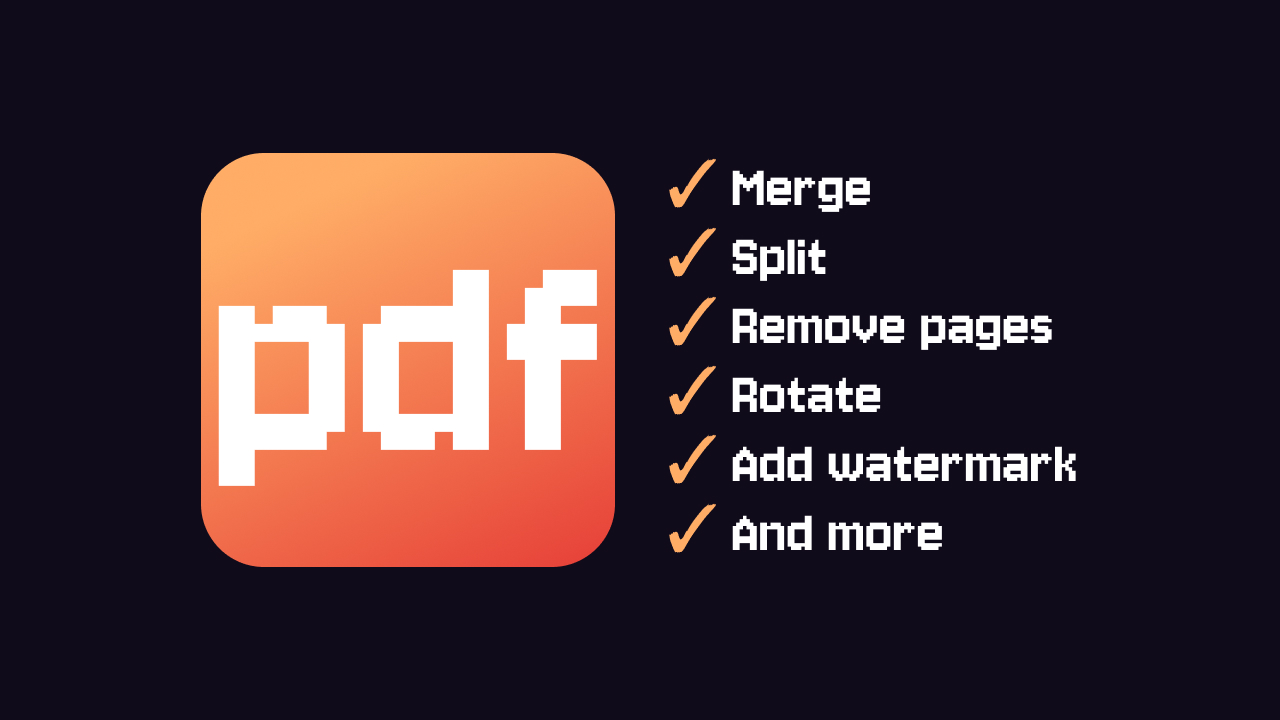 pdf
✓ Merge
✓ Split
✓ Remove pages
✓ Rotate
✓ Add watermark
✓ And more